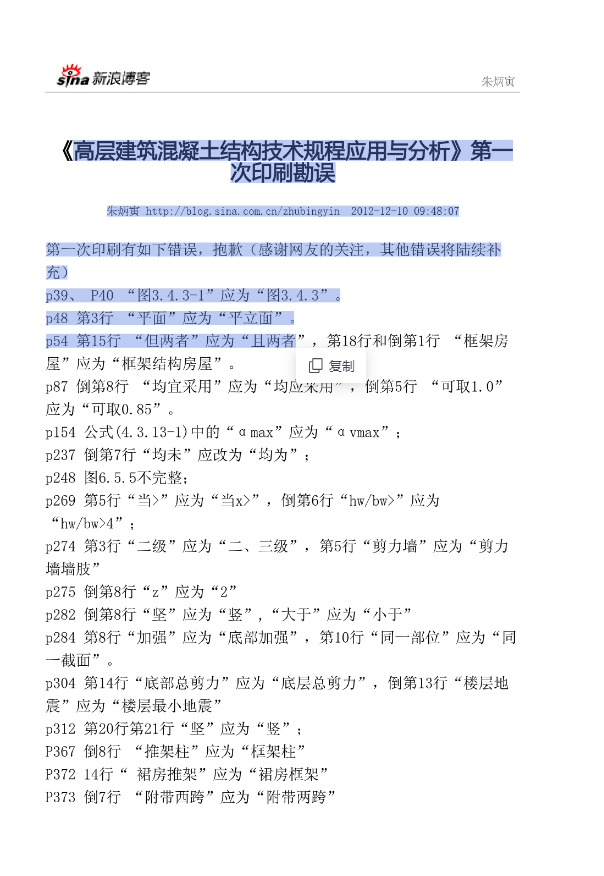 sina新浪博客
朱炳寅
《高层建筑混凝土结构技术规程应用与分析》第一
次印刷勘误
朱炳寅 http://blog.sina.com.cn/zhubingyin 2012-12-10 09:48:07
第一次印刷有如下错误，抱歉（感谢网友的关注，其他错误将陆续补
充）
p39、 P40 “图3.4.3-1”应为“图3.4.3”。
p48 第3行 “平面”应为“平立面”。
p54 第15行 “但两者”应为“且两者”，第18行和倒第1行 “框架房
屋”应为“框架结构房屋”。
复制
p87 倒第8行 “均宜采用”应为“均应采用”，倒第5行 “可取1.0”
应为“可取0.85”。
p154 公式(4.3.13-1)中的“αmax”应为“αvmax”；
p237 倒第7行“均未”应改为“均为”；
p248 图6.5.5不完整；
p269 第5行“当>”应为“当x>”，倒第6行“hw/bw>”应为
“hw/bw>4”；
p274 第3行“二级”应为“二、三级”，第5行“剪力墙”应为“剪力
墙墙肢”
p275 倒第8行“z”应为“2”
p282 倒第8行“坚”应为“竖”,“大于”应为“小于”
p284 第8行“加强”应为“底部加强”，第10行“同一部位”应为“同
一截面”。
p304 第14行“底部总剪力”应为“底层总剪力”，倒第13行“楼层地
震”应为“楼层最小地震”
p312 第20行第21行“坚”应为“竖”；
P367 倒8行 “推架柱”应为“框架柱”
P372 14行“ 裙房推架”应为“裙房框架”
P373 倒7行 “附带西跨”应为“附带两跨”